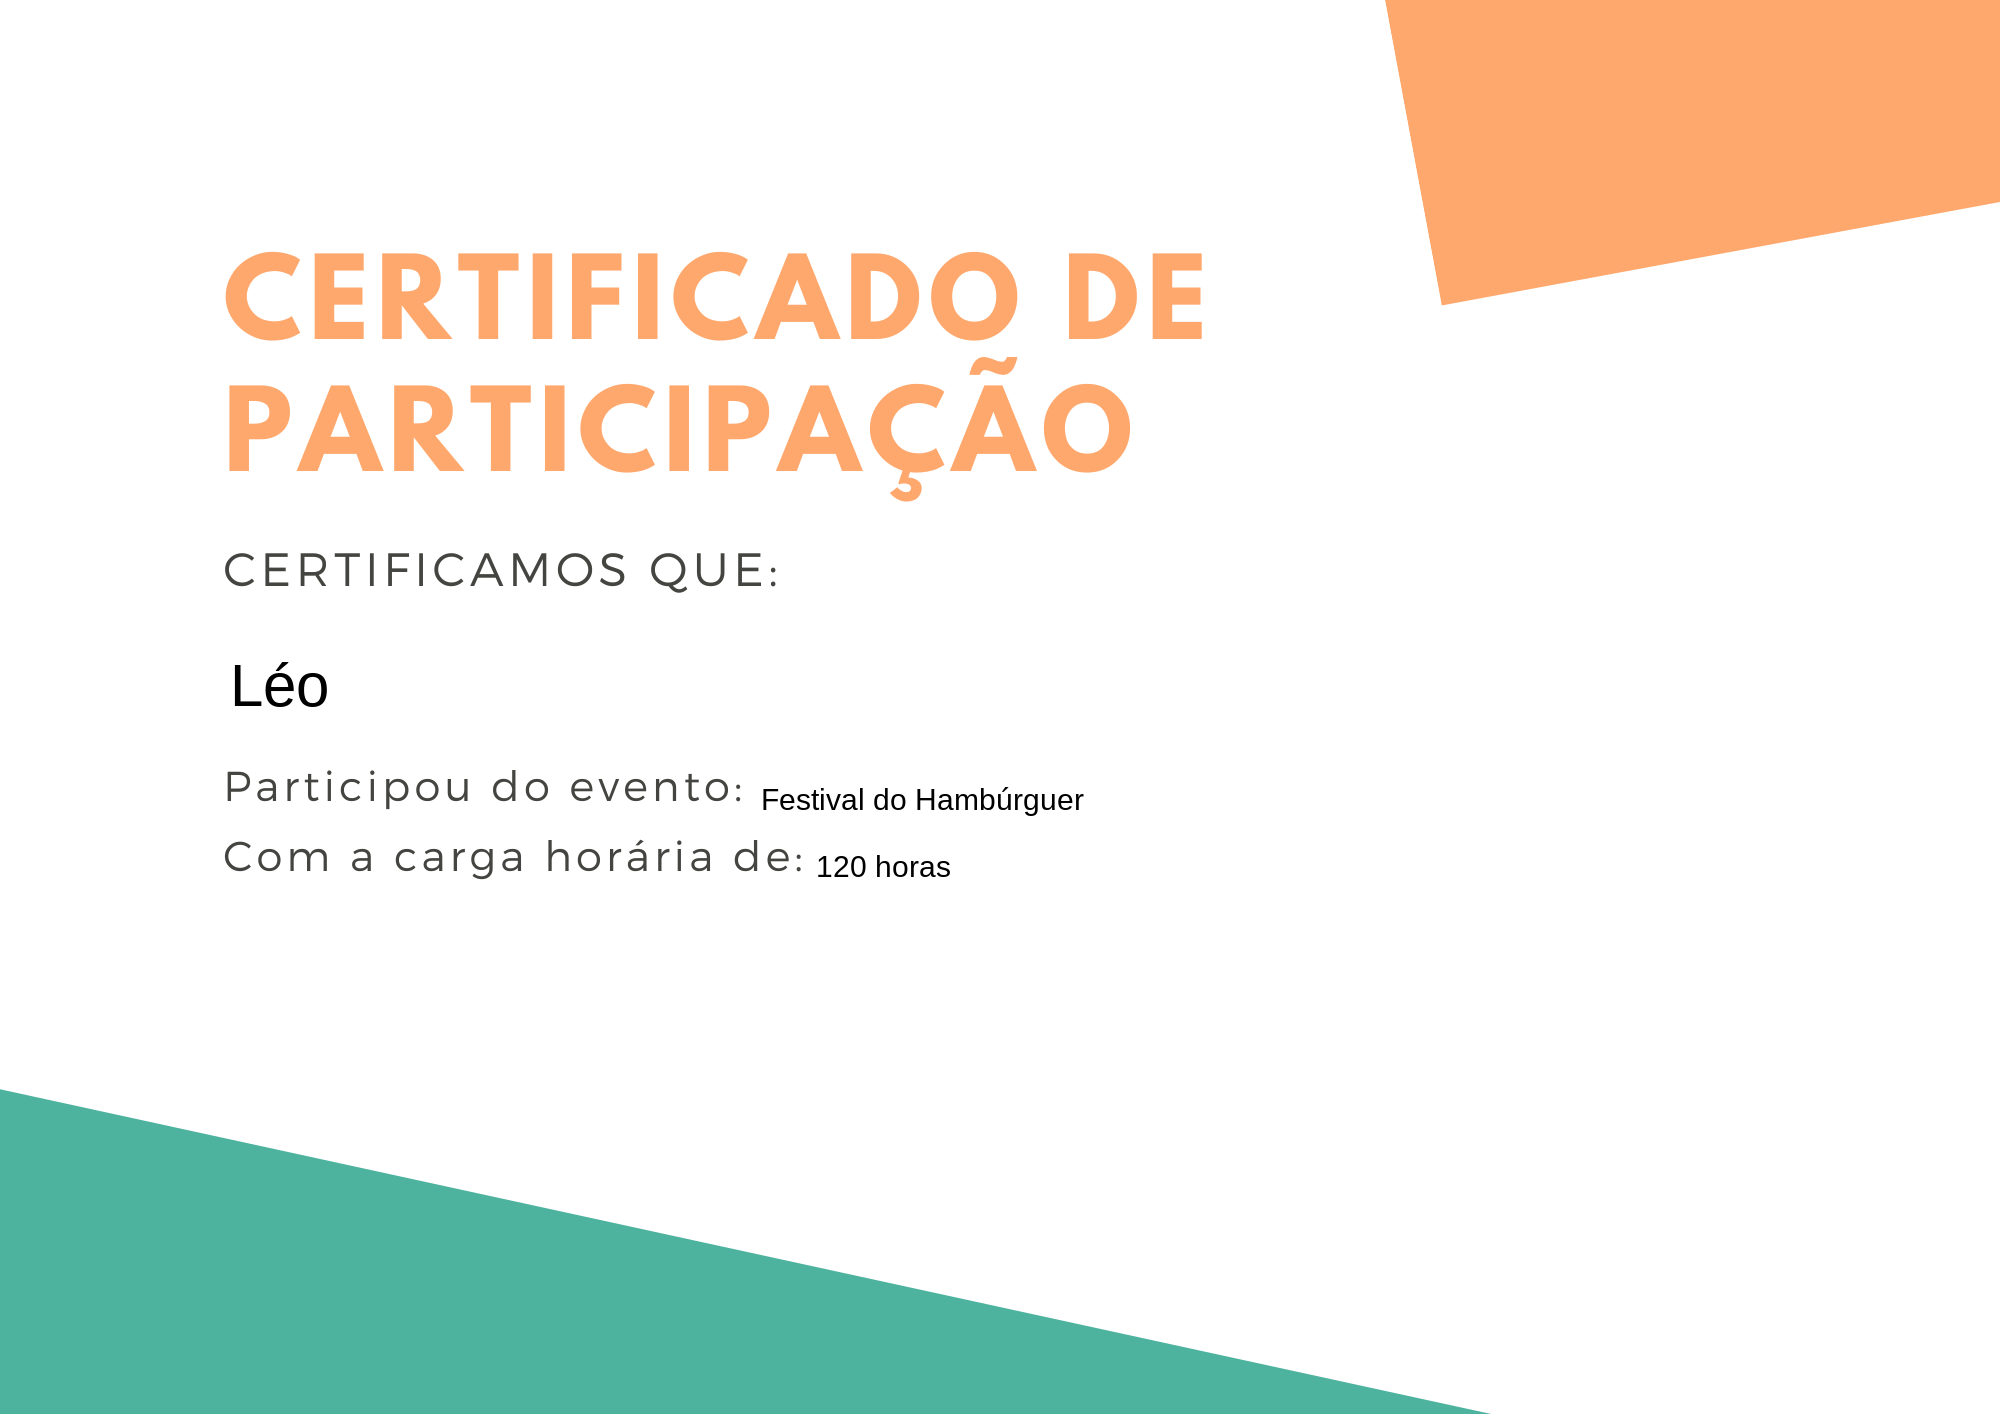 CERTIFICADO DE
PARTICIPAÇÃO
CERTIFICAMOS QUE:
Léo
Participou do evento: Festival do Hambúrguer
Com a carga horária de: 120 horas